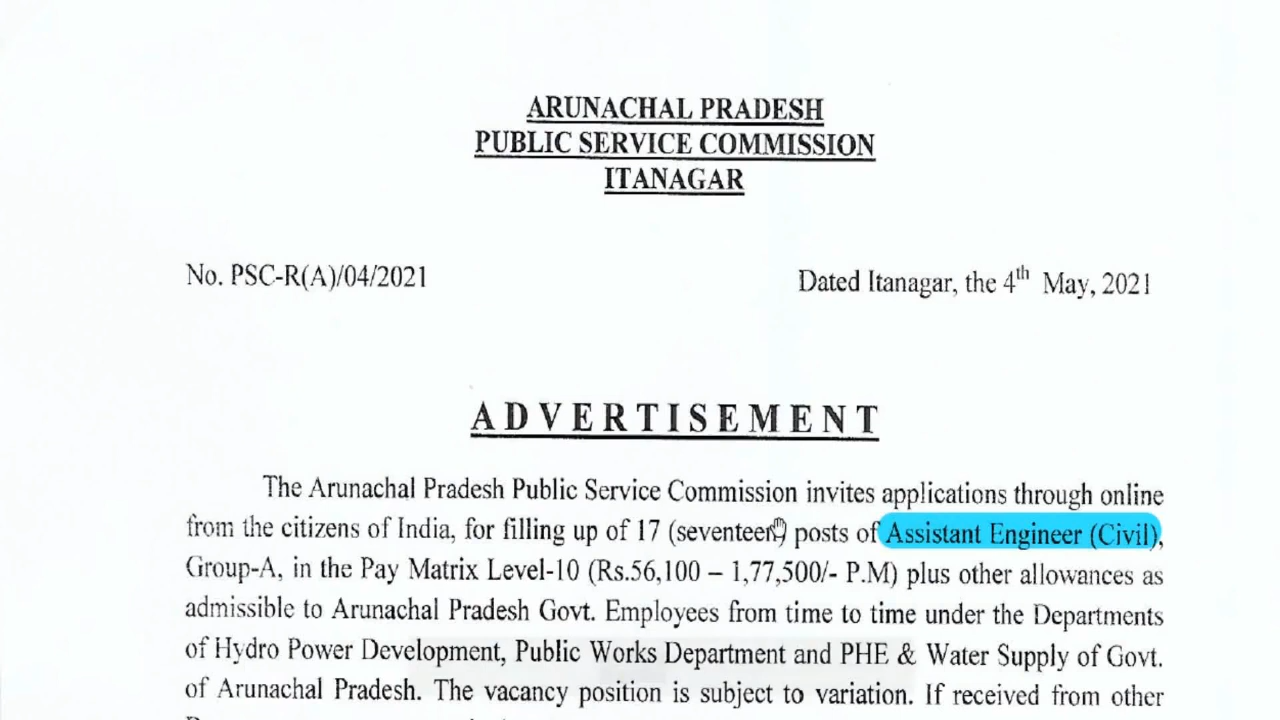 ARUNACHAL PRADESH
PUBLIC SERVICE COMMISSION
ITANAGAR
No. PSC-R(A)/04/2021
Dated Itanagar, the 4th May, 2021
ADVERTISEMENT
The Arunachal Pradesh Public Service Commission invites applications through online
from the citizens of India, for filling up of 17 (seventeen) posts of Assistant Engineer (Civil),
Group-A, in the Pay Matrix Level-10 (Rs.56,100 – 1,77,500/- P.M) plus other allowances as
admissible to Arunachal Pradesh Govt. Employees from time to time under the Departments
of Hydro Power Development, Public Works Department and PHE & Water Supply of Govt.
of Arunachal Pradesh. The vacancy position is subject to variation. If received from other